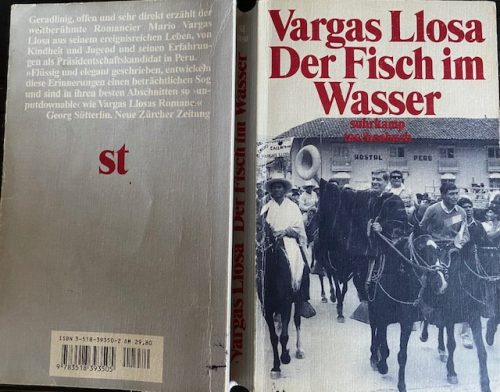 Geradlinig, offen und sehr direkt erzählt der
weltberühmte Romancier Mario Vargas
Llosa aus seinem ereignisreichen Leben, von
Kindheit und Jugend und seinen Erfahrun-
gen als Präsidentschaftskandidat in Peru.
»Flüssig und elegant geschrieben, entwickeln
diese Erinnerungen einen beträchtlichen Sog
und sind in ihren besten Abschnitten so ›un-
putdownable‹ wie Vargas Llosas Romane.«
Georg Sütterlin, Neue Zürcher Zeitung
st
ISBN 3-518-39350-2 DM 29,80
9 783518 393505
Vargas Llosa Der Fisch im Wasser
Vargas Llosa
Der Fisch im
Wasser
suhrkamp
taschenbuch
HOSTAL PERU